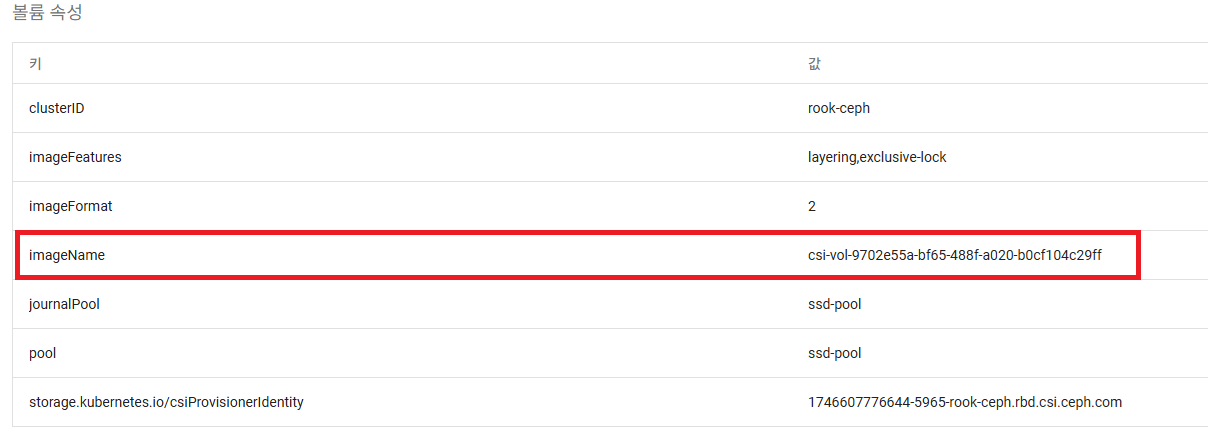 볼륨 속성
키 값
clusterID rook-ceph
imageFeatures layering,exclusive-lock
imageFormat 2
imageName csi-vol-9702e55a-bf65-488f-a020-b0cf104c29ff
journalPool ssd-pool
pool ssd-pool
storage.kubernetes.io/csiProvisionerIdentity 1746607776644-5965-rook-ceph.rbd.csi.ceph.com